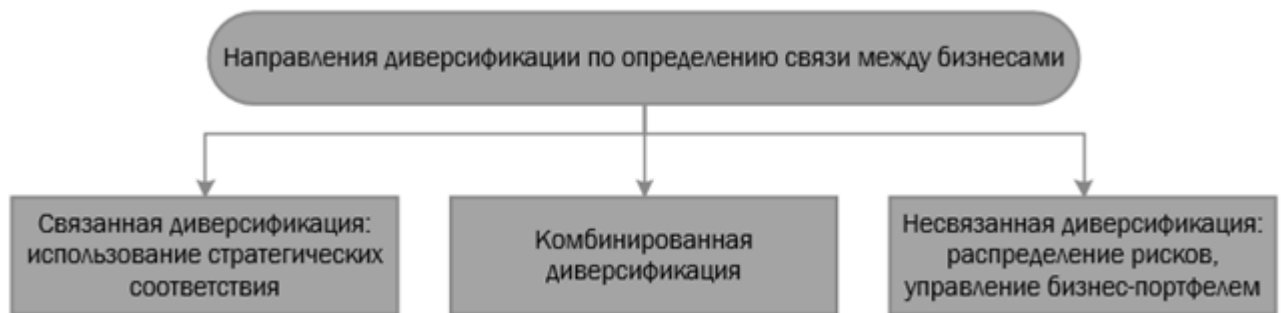 Направления диверсификации по определению связи между бизнесами
Связанная диверсификация:
использование стратегических
соответствия
Комбинированная
диверсификация
Несвязанная диверсификация:
распределение рисков,
управление бизнес-портфелем